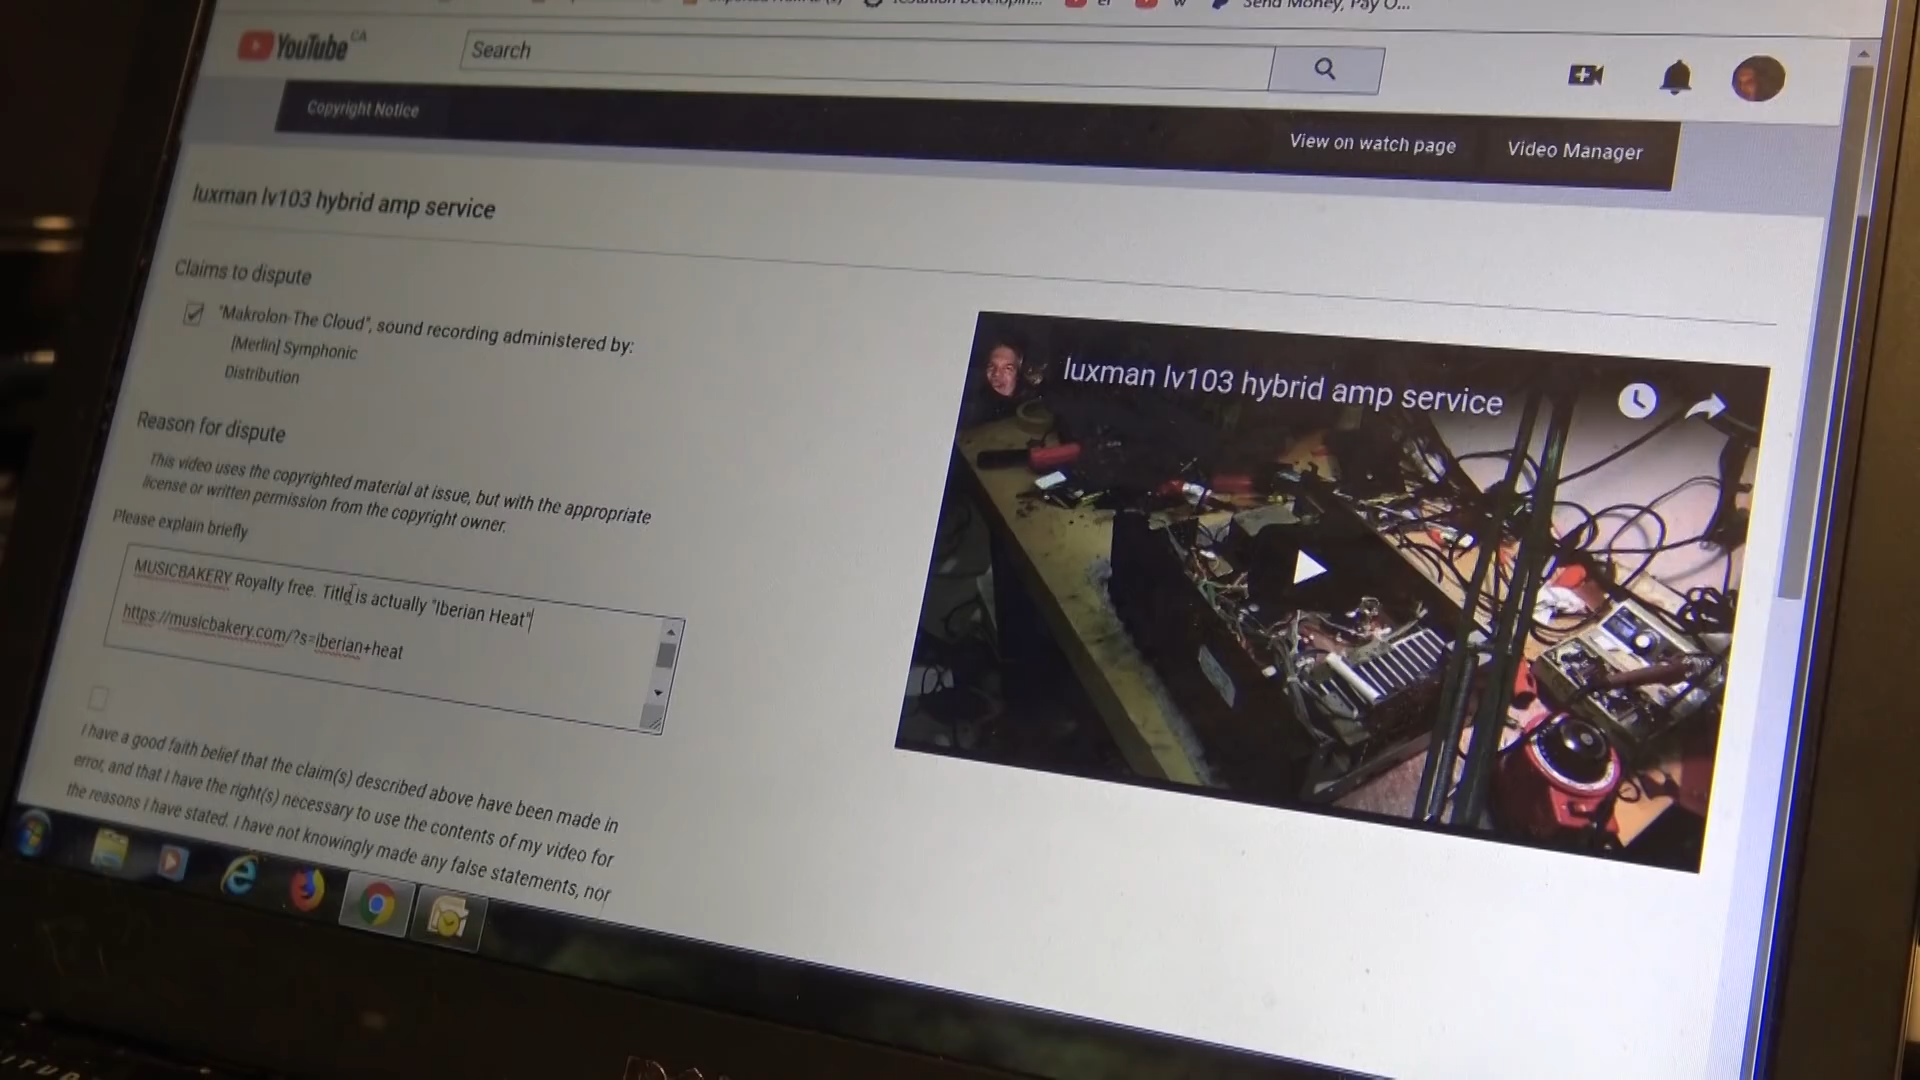 Send Money, Pay O...
YouTube CA
Search
Copyright Notice
View on watch page
Video Manager
luxman lv103 hybrid amp service
Claims to dispute
"Makrolon-The Cloud", sound recording administered by:
[Merlin] Symphonic
Distribution
Reason for dispute
This video uses the copyrighted material at issue, but with the appropriate
license or written permission from the copyright owner.
Please explain briefly
MUSICBAKERY Royalty free. Title is actually "Iberian Heat"
https://musicbakery.com/?s=iberian+heat
I have a good faith belief that the claim(s) described above have been made in
error, and that I have the right(s) necessary to use the contents of my video for
the reasons I have stated. I have not knowingly made any false statements, nor
luxman lv103 hybrid amp service